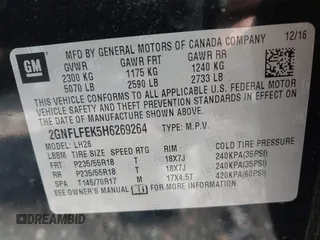 GM
MFD BY GENERAL MOTORS OF CANADA COMPANY 12/16
GVWR GAWR FRT GAWR RR
2300 KG 1175 KG 1240 KG
5070 LB 2590 LB 2733 LB
THIS VEHICLE CONFORMS TO ALL APPLICABLE U.S. FEDERAL MOTOR
VEHICLE SAFETY AND THEFT PREVENTION STANDARDS IN EFFECT ON
THE DATE OF MANUFACTURE SHOWN ABOVE.
2GNFLFEK5H6269264 TYPE: M.P.V.
MODEL: LH26
LBBM TIRE SIZE SPEED RTG RIM COLD TIRE PRESSURE
FRT P235/55R18 T 18X7J 240KPA(35PSI)
RR P235/55R18 T 18X7J 240KPA(35PSI)
SPA T145/70R17 M 17X4.5T 420KPA(60PSI)
SEE OWNER'S MANUAL FOR ADDITIONAL INFORMATION.
DREAMBID